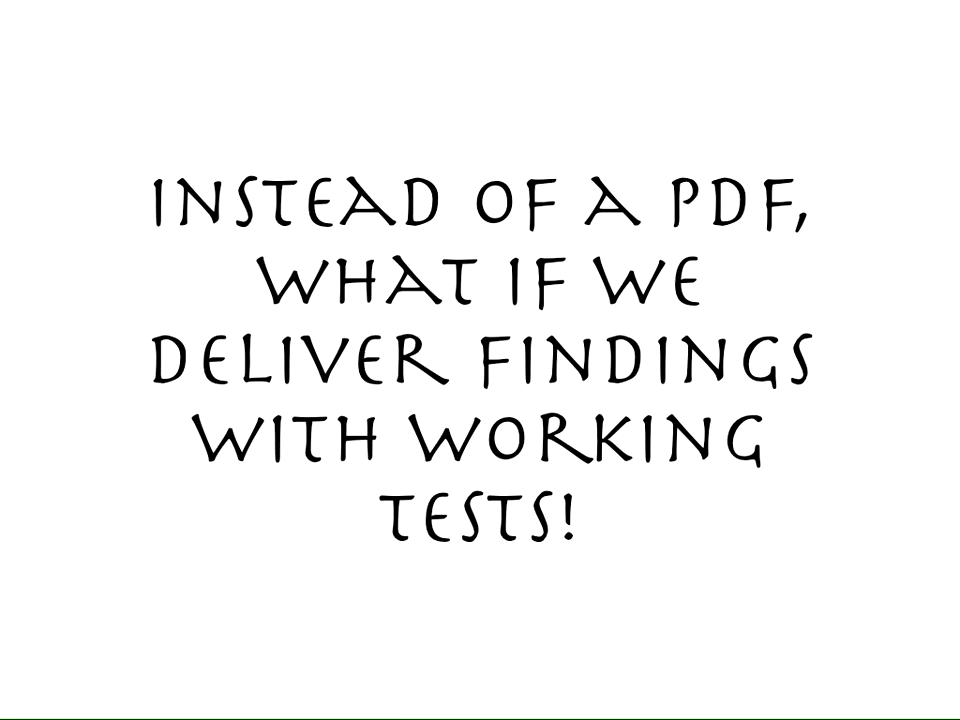 INSTEAD OF A PDF,
WHAT IF WE
DELIVER FINDINGS
WITH WORKING
TESTS!